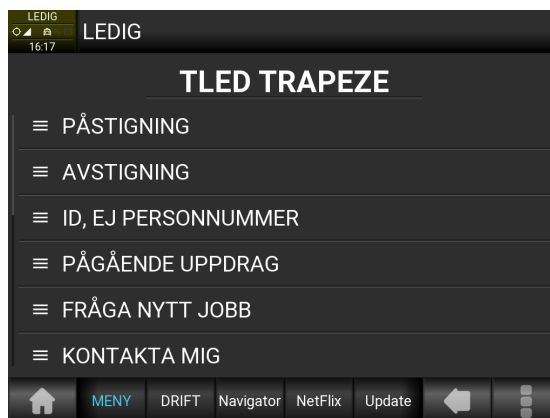 LEDIG
16:17
LEDIG
TLED TRAPEZE
PÅSTIGNING
AVSTIGNING
ID, EJ PERSONNUMMER
PÅGÅENDE UPPDRAG
FRÅGA NYTT JOBB
KONTAKTA MIG
MENY DRIFT Navigator NetFlix Update